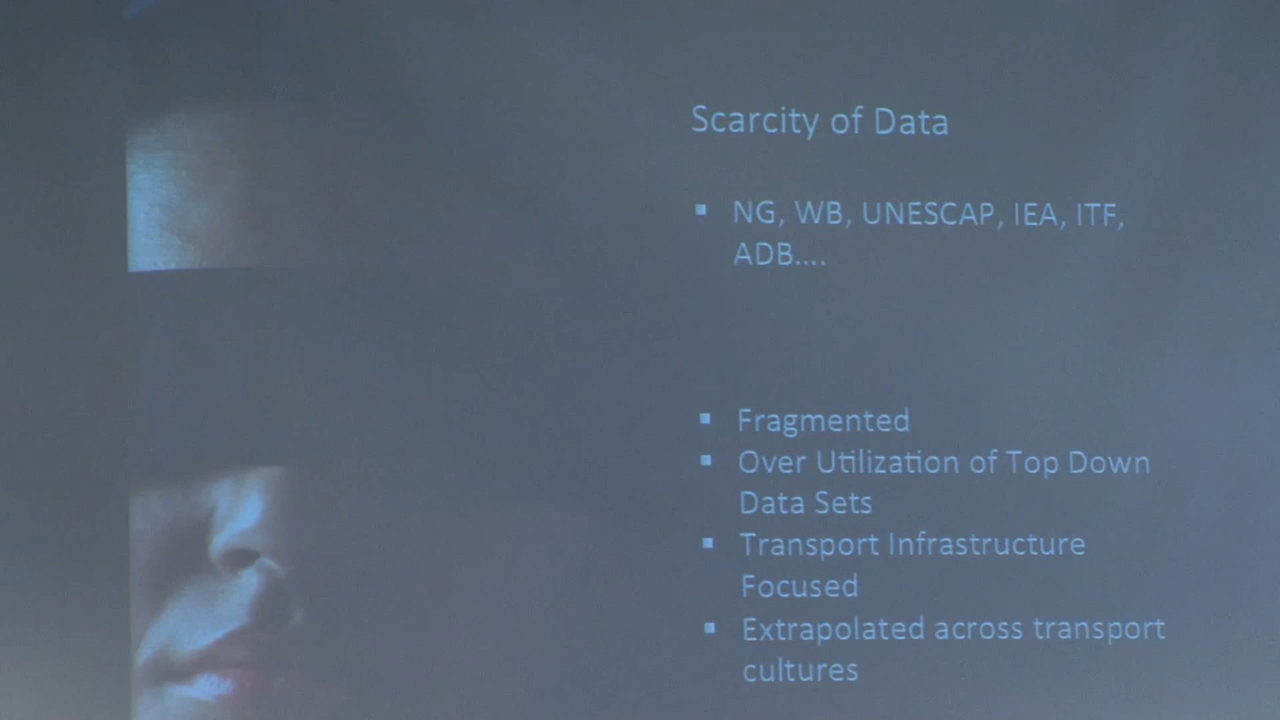 Scarcity of Data
▪ NG, WB, UNESCAP, IEA, ITF,
ADB....
▪ Fragmented
▪ Over Utilization of Top Down
Data Sets
▪ Transport Infrastructure
Focused
▪ Extrapolated across transport
cultures